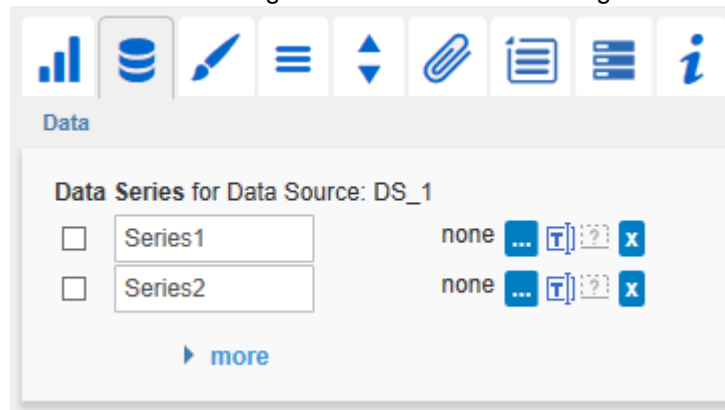 Data
Data Series for Data Source: DS_1
Series1 none ... T ? x
Series2 none ... T ? x
more